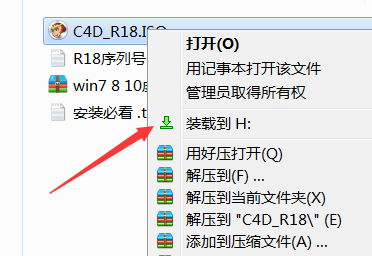 C4D_R18.ISO
R18序列号
win7 8 10
安装必看.t
打开(O)
用记事本打开该文件
管理员取得所有权
装载到 H:
用好压打开(Q)
解压到(F) ...
解压到当前文件夹(X)
解压到 "C4D_R18\" (E)
添加到压缩文件(A) ...